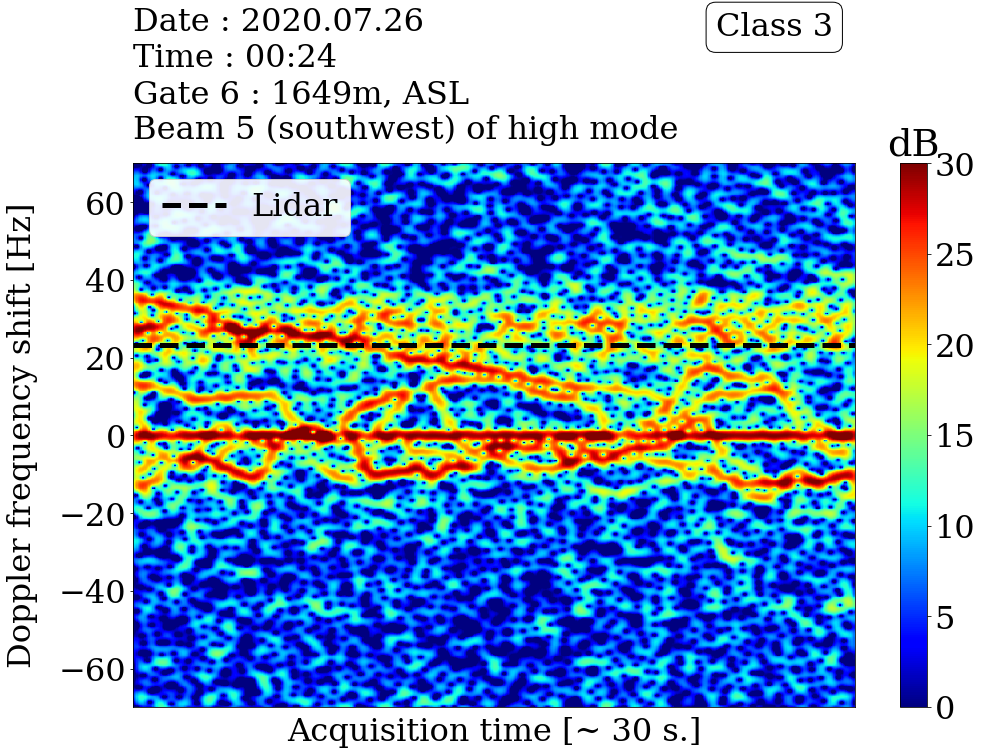 Date : 2020.07.26
Class 3
Time : 00:24
Gate 6 : 1649m, ASL
Beam 5 (southwest) of high mode
dB
Lidar
Doppler frequency shift [Hz]
60
40
20
0
−20
−40
−60
30
25
20
15
10
5
0
Acquisition time [~ 30 s.]